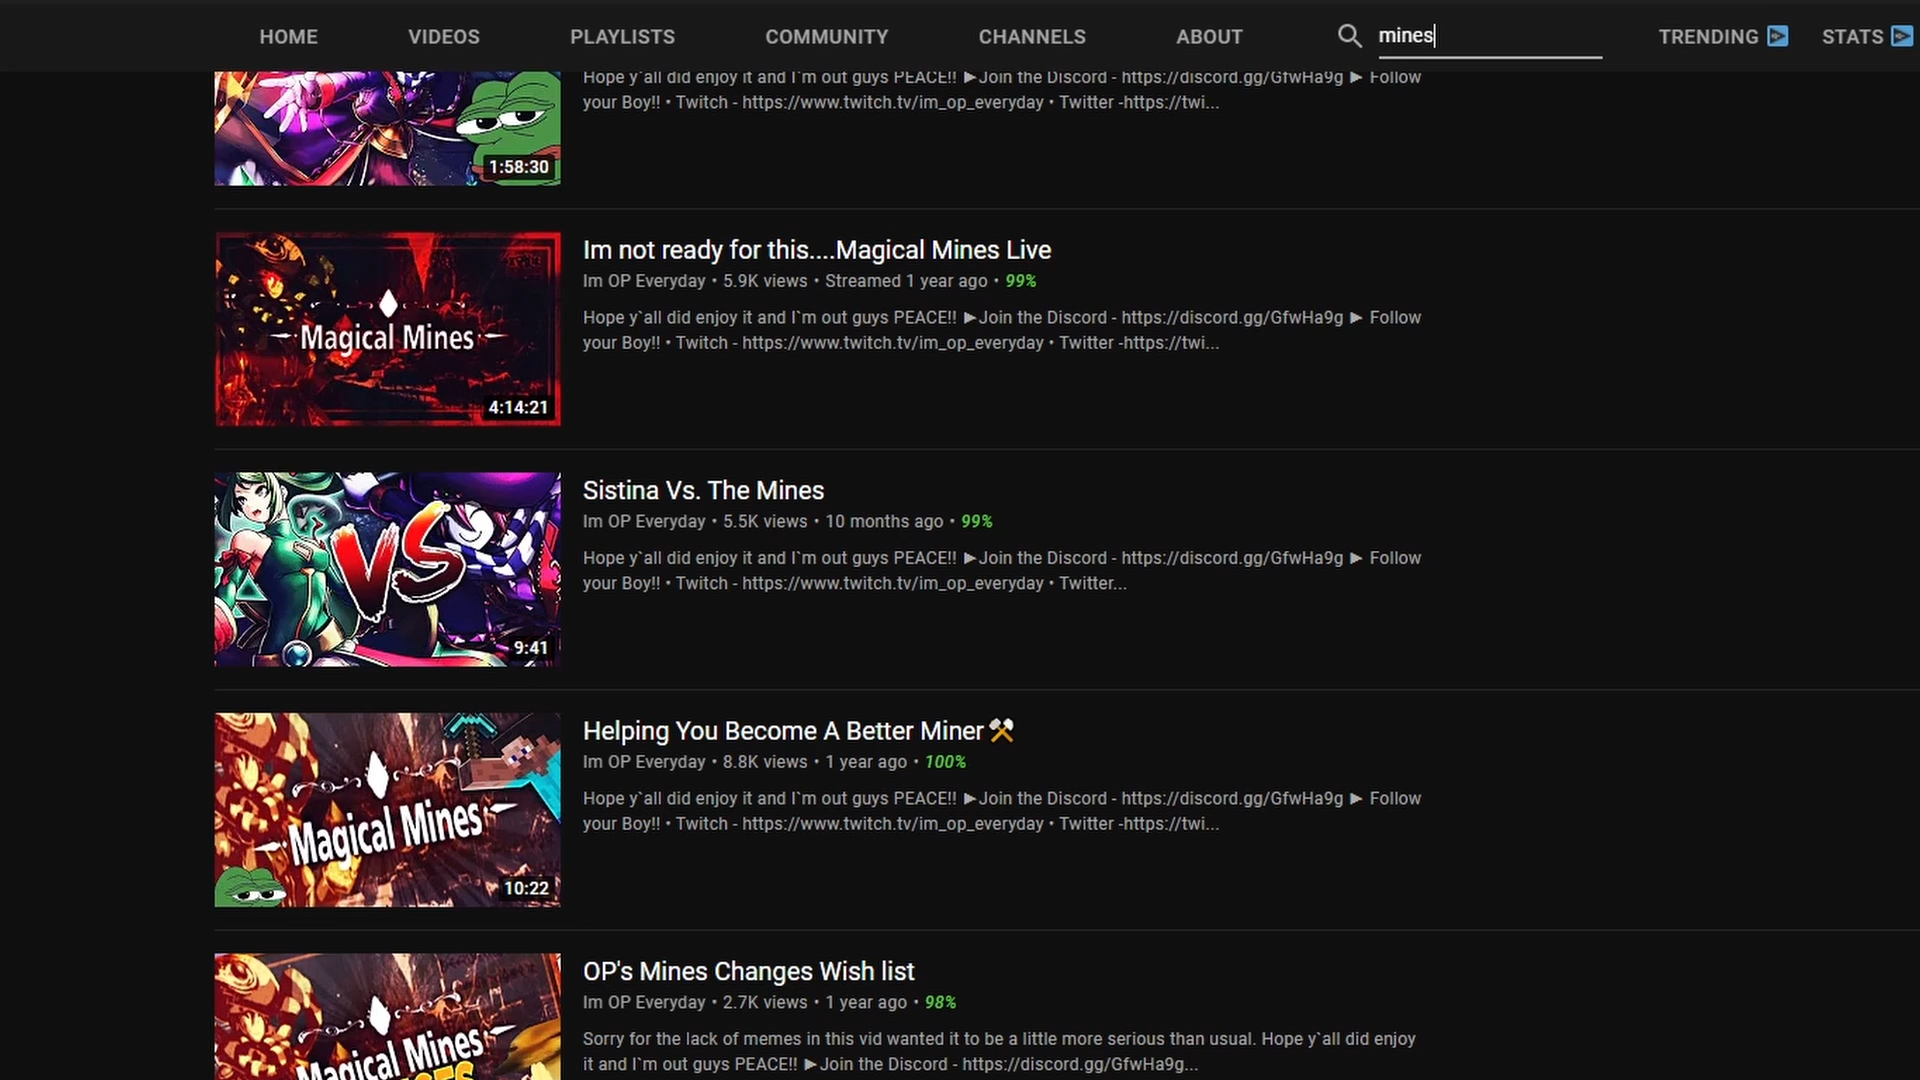 HOME VIDEOS PLAYLISTS COMMUNITY CHANNELS ABOUT mines TRENDING STATS
Hope y`all did enjoy it and I`m out guys PEACE!! ►Join the Discord - https://discord.gg/GfwHa9g ► Follow
your Boy!! • Twitch - https://www.twitch.tv/im_op_everyday • Twitter -https://twi...
1:58:30
Im not ready for this....Magical Mines Live
Im OP Everyday • 5.9K views • Streamed 1 year ago • 99%
Hope y`all did enjoy it and I`m out guys PEACE!! ►Join the Discord - https://discord.gg/GfwHa9g ► Follow
your Boy!! • Twitch - https://www.twitch.tv/im_op_everyday • Twitter -https://twi...
Magical Mines
4:14:21
Sistina Vs. The Mines
Im OP Everyday • 5.5K views • 10 months ago • 99%
Hope y`all did enjoy it and I`m out guys PEACE!! ►Join the Discord - https://discord.gg/GfwHa9g ► Follow
your Boy!! • Twitch - https://www.twitch.tv/im_op_everyday • Twitter...
VS
9:41
Helping You Become A Better Miner⚒
Im OP Everyday • 8.8K views • 1 year ago • 100%
Hope y`all did enjoy it and I`m out guys PEACE!! ►Join the Discord - https://discord.gg/GfwHa9g ► Follow
your Boy!! • Twitch - https://www.twitch.tv/im_op_everyday • Twitter -https://twi...
Magical Mines
10:22
OP's Mines Changes Wish list
Im OP Everyday • 2.7K views • 1 year ago • 98%
Sorry for the lack of memes in this vid wanted it to be a little more serious than usual. Hope y`all did enjoy
it and I`m out guys PEACE!! ►Join the Discord - https://discord.gg/GfwHa9g...
Magical Mines